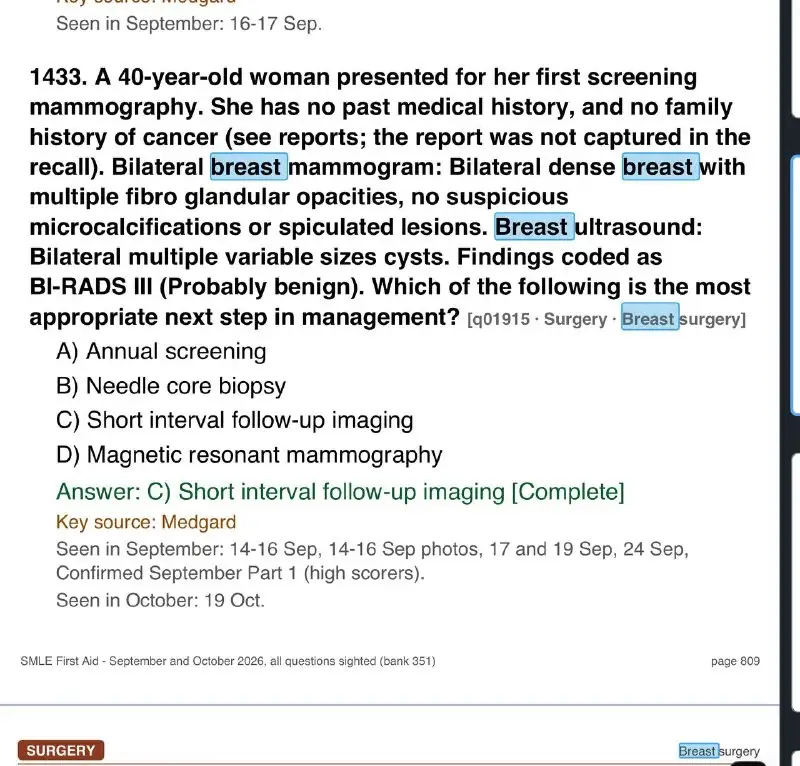 Key source: Medgard
Seen in September: 16-17 Sep.
1433. A 40-year-old woman presented for her first screening
mammography. She has no past medical history, and no family
history of cancer (see reports; the report was not captured in the
recall). Bilateral breast mammogram: Bilateral dense breast with
multiple fibro glandular opacities, no suspicious
microcalcifications or spiculated lesions. Breast ultrasound:
Bilateral multiple variable sizes cysts. Findings coded as
BI-RADS III (Probably benign). Which of the following is the most
appropriate next step in management? [q01915 · Surgery · Breast surgery]
A) Annual screening
B) Needle core biopsy
C) Short interval follow-up imaging
D) Magnetic resonant mammography
Answer: C) Short interval follow-up imaging [Complete]
Key source: Medgard
Seen in September: 14-16 Sep, 14-16 Sep photos, 17 and 19 Sep, 24 Sep,
Confirmed September Part 1 (high scorers).
Seen in October: 19 Oct.
SMLE First Aid - September and October 2026, all questions sighted (bank 351)
page 809
SURGERY
Breast surgery